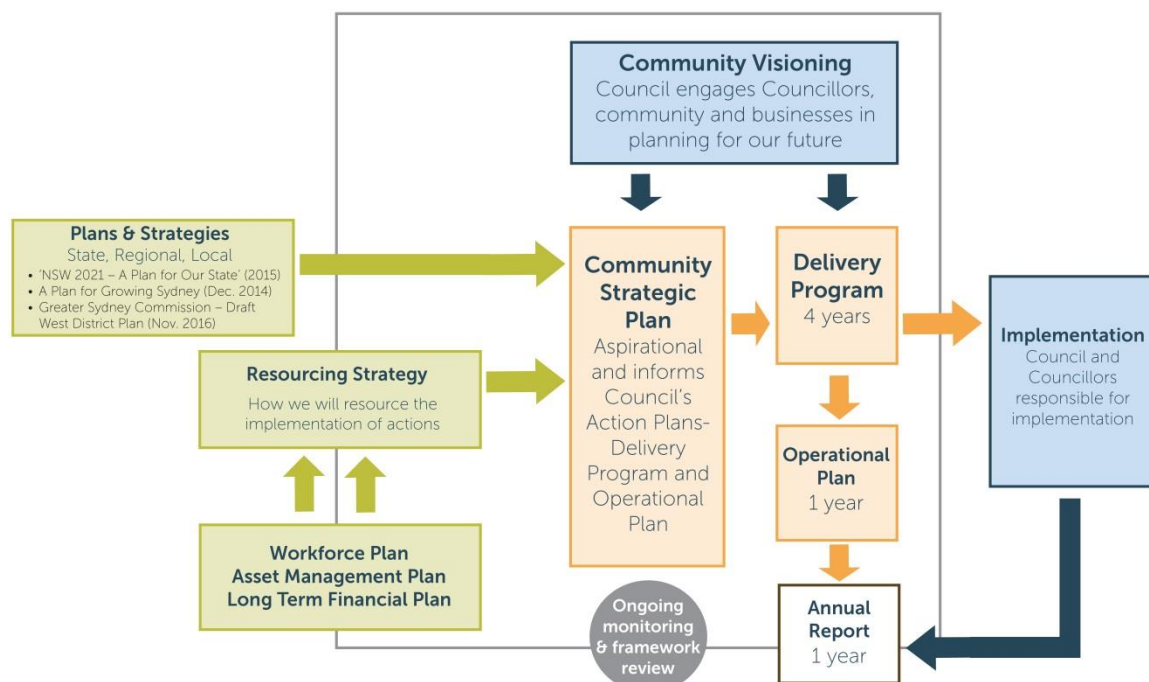 Community Visioning
Council engages Councillors,
community and businesses in
planning for our future
Plans & Strategies
State, Regional, Local
• ‘NSW 2021 – A Plan for Our State’ (2015)
• A Plan for Growing Sydney (Dec. 2014)
• Greater Sydney Commission – Draft
West District Plan (Nov. 2016)
Resourcing Strategy
How we will resource the
implementation of actions
Workforce Plan
Asset Management Plan
Long Term Financial Plan
Community
Strategic
Plan
Aspirational
and informs
Council’s
Action Plans-
Delivery
Program and
Operational
Plan
Delivery
Program
4 years
Operational
Plan
1 year
Annual
Report
1 year
Implementation
Council and
Councillors
responsible for
implementation
Ongoing
monitoring
& framework
review